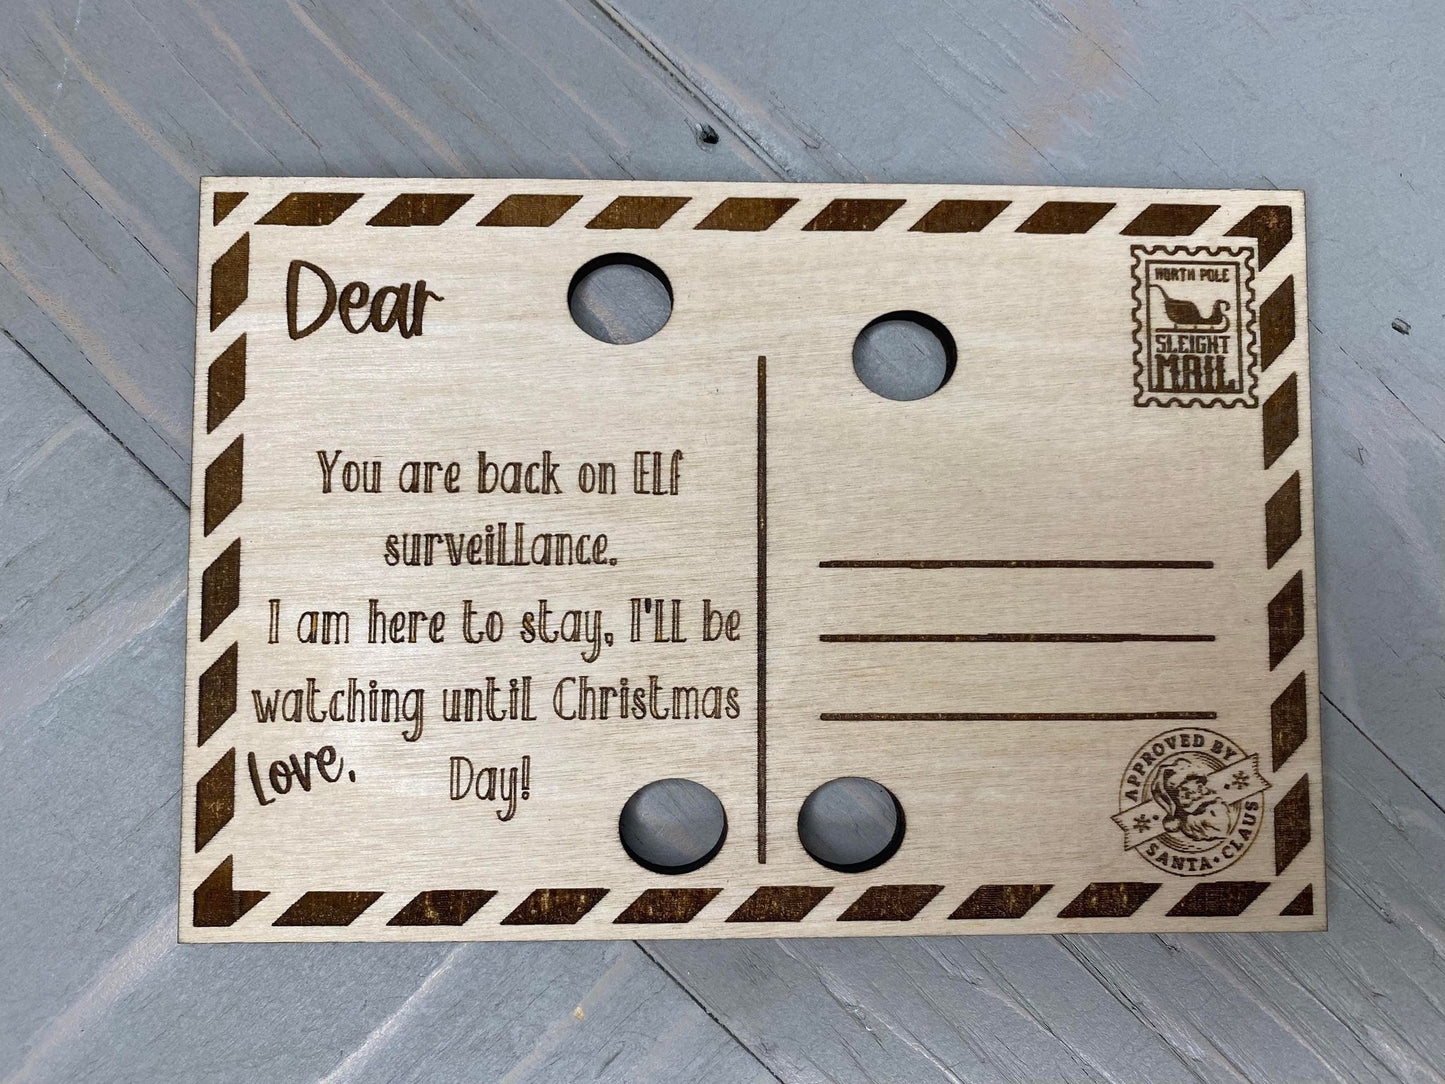 Dear
You are back on Elf
surveillance.
I am here to stay, I'll be
watching until Christmas
Day!
Love,
NORTH POLE
SLEIGHT
MAIL
APPROVED BY
SANTA • CLAUS